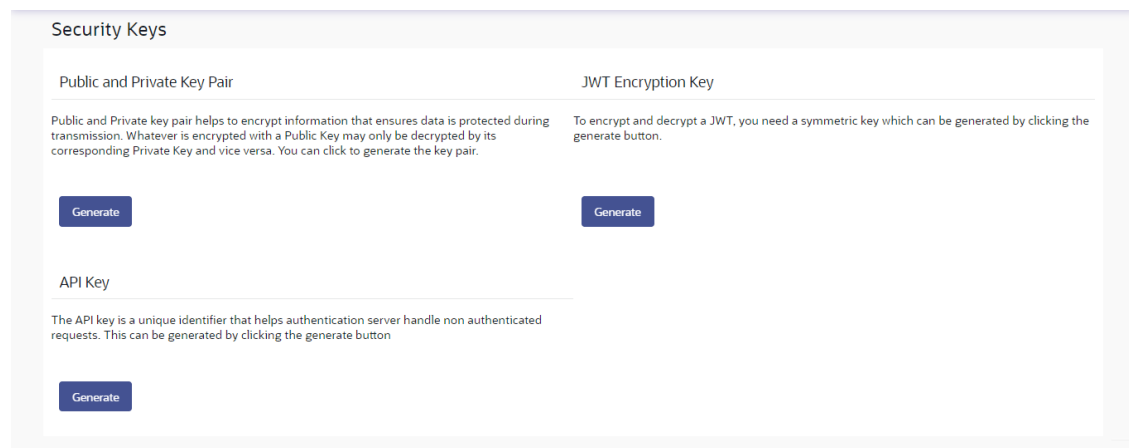 Security Keys
Public and Private Key Pair
Public and Private key pair helps to encrypt information that ensures data is protected during
transmission. Whatever is encrypted with a Public Key may only be decrypted by its
corresponding Private Key and vice versa. You can click to generate the key pair.
Generate
JWT Encryption Key
To encrypt and decrypt a JWT, you need a symmetric key which can be generated by clicking the
generate button.
Generate
API Key
The API key is a unique identifier that helps authentication server handle non authenticated
requests. This can be generated by clicking the generate button
Generate